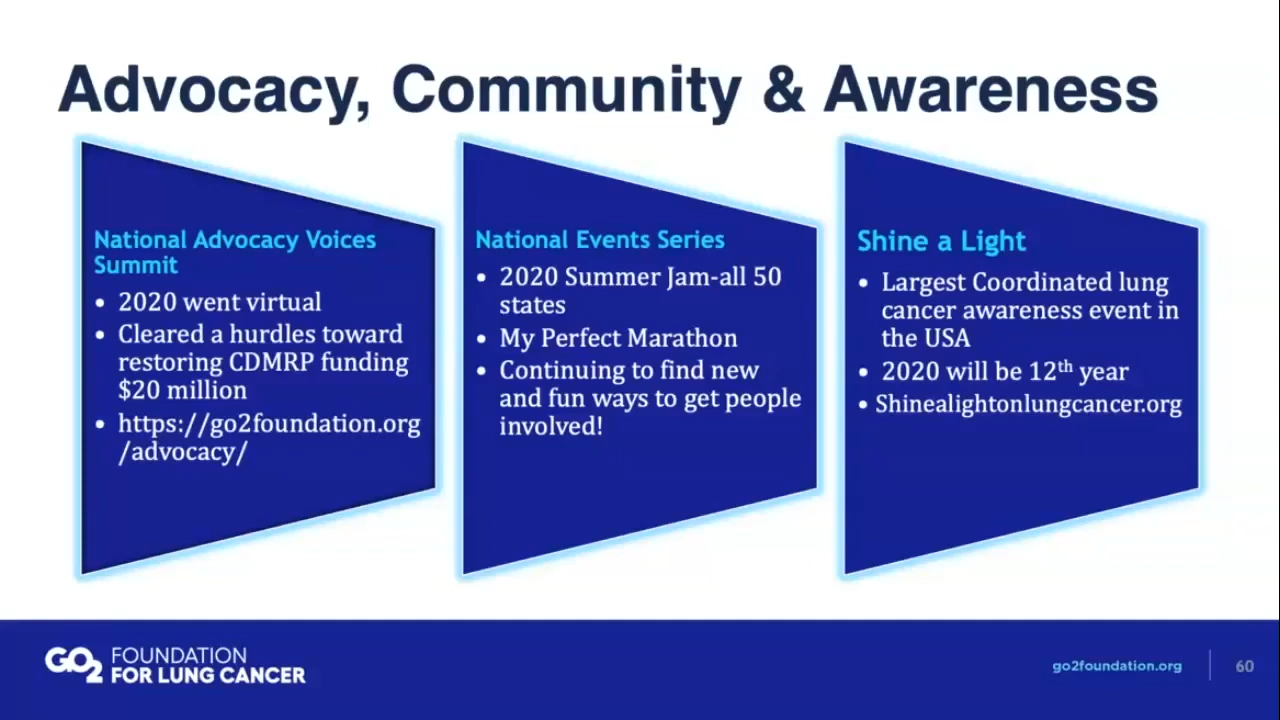 Advocacy, Community & Awareness
National Advocacy Voices
Summit
• 2020 went virtual
• Cleared a hurdles toward
restoring CDMRP funding
$20 million
• https://go2foundation.org
/advocacy/
National Events Series
• 2020 Summer Jam-all 50
states
• My Perfect Marathon
• Continuing to find new
and fun ways to get people
involved!
Shine a Light
• Largest Coordinated lung
cancer awareness event in
the USA
• 2020 will be 12th year
• Shinealightonlungcancer.org
GO2 FOUNDATION
FOR LUNG CANCER
go2foundation.org
60